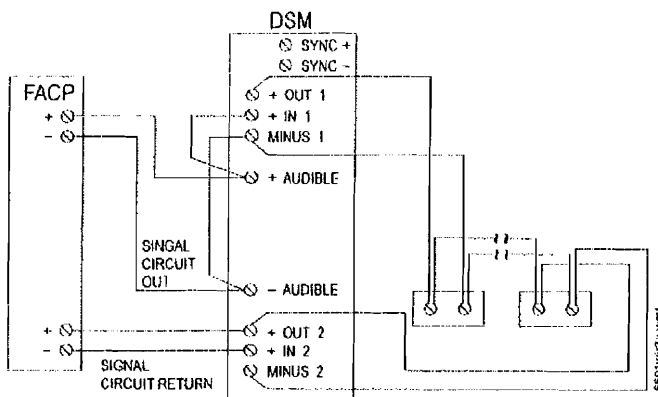 DSM
SYNC +
SYNC -
FACP
+ OUT 1
+ IN 1
MINUS 1
+
-
+ AUDIBLE
SINGAL
CIRCUIT
OUT
- AUDIBLE
+
-
+ OUT 2
+ IN 2
MINUS 2
SIGNAL
CIRCUIT RETURN